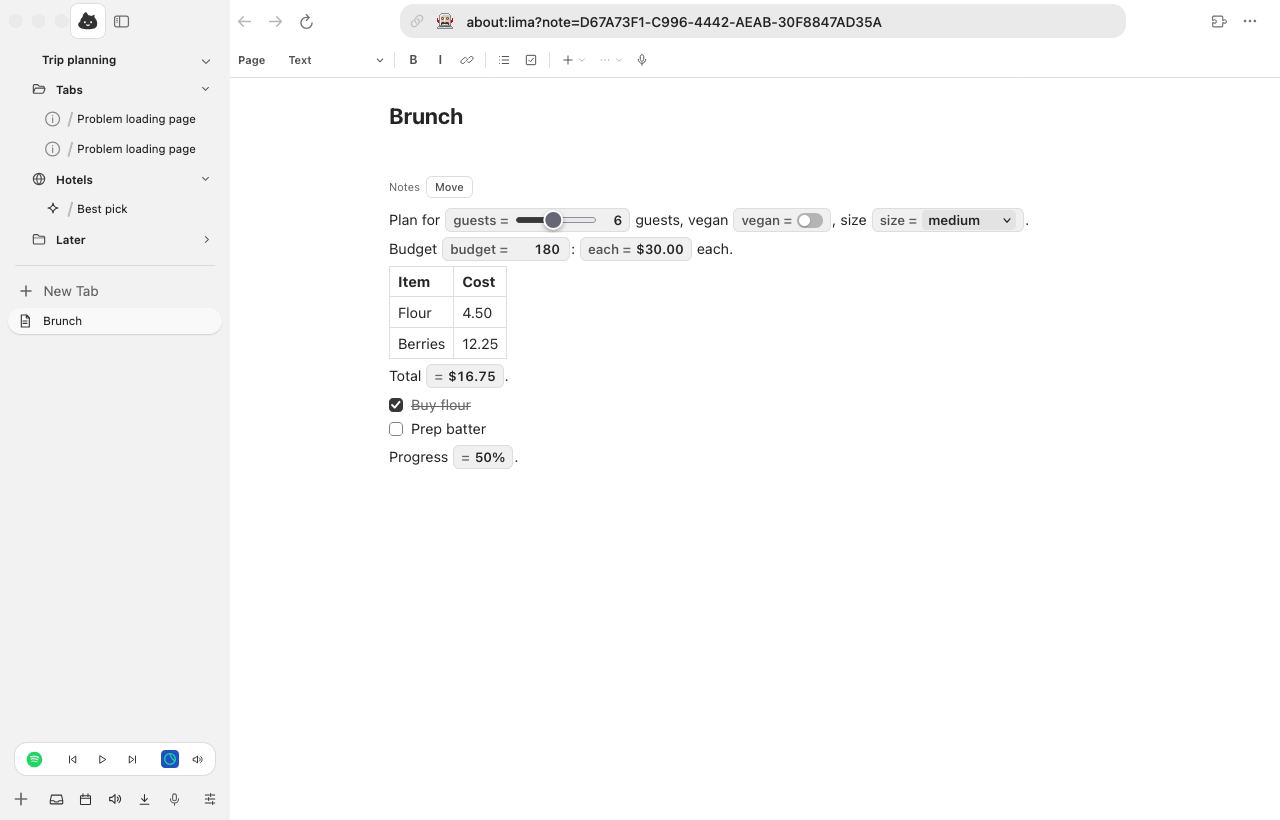 about:lima?note=D67A73F1-C996-4442-AEAB-30F8847AD35A
Trip planning
Tabs
/ Problem loading page
/ Problem loading page
Hotels
/ Best pick
Later
New Tab
Brunch
Page Text B I
Brunch
Notes Move
Plan for guests = 6 guests, vegan vegan = , size size = medium .
Budget budget = 180 : each = $30.00 each.
Item Cost
Flour 4.50
Berries 12.25
Total = $16.75 .
Buy flour
Prep batter
Progress = 50% .